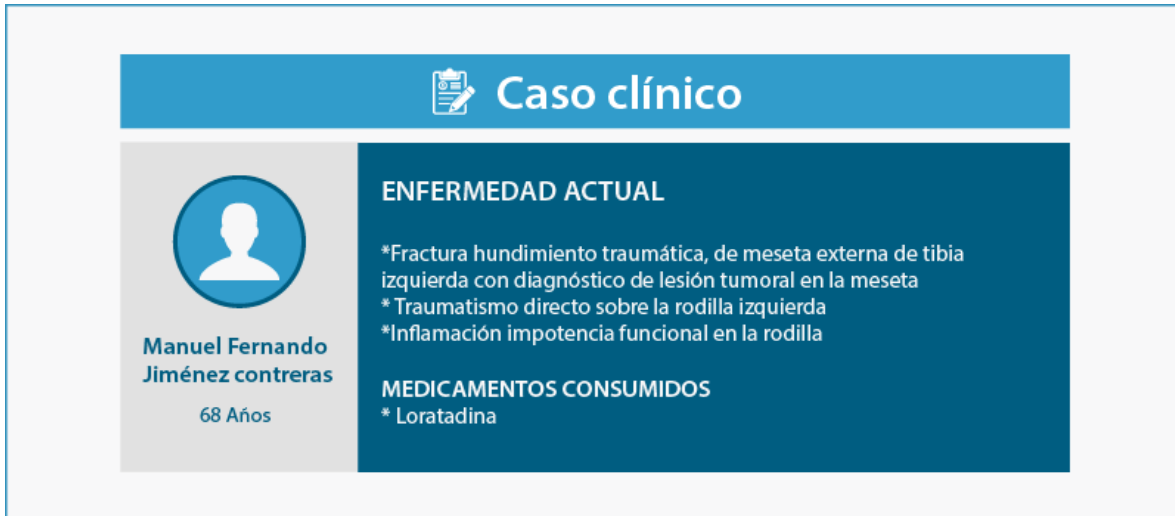 Caso clínico
Manuel Fernando
Jiménez contreras
68 Ańos
ENFERMEDAD ACTUAL
*Fractura hundimiento traumática, de meseta externa de tibia
izquierda con diagnóstico de lesión tumoral en la meseta
* Traumatismo directo sobre la rodilla izquierda
*Inflamación impotencia funcional en la rodilla
MEDICAMENTOS CONSUMIDOS
* Loratadina